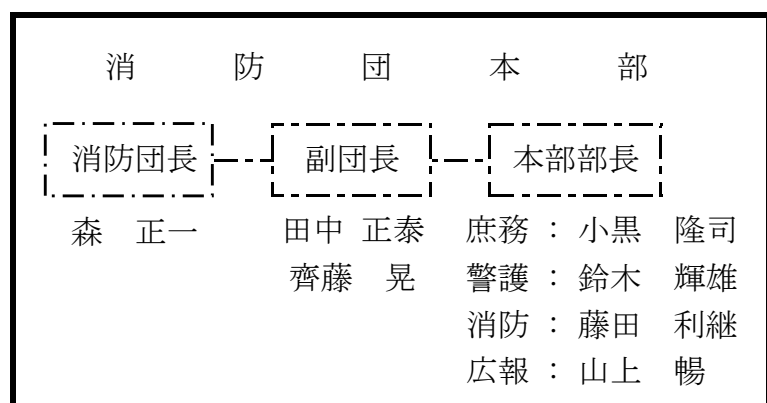 消防団本部
消防団長 副団長 本部部長
森 正一 田中 正泰 庶務：小黒 隆司
齊藤 晃 警護：鈴木 輝雄
消防：藤田 利継
広報：山上 暢